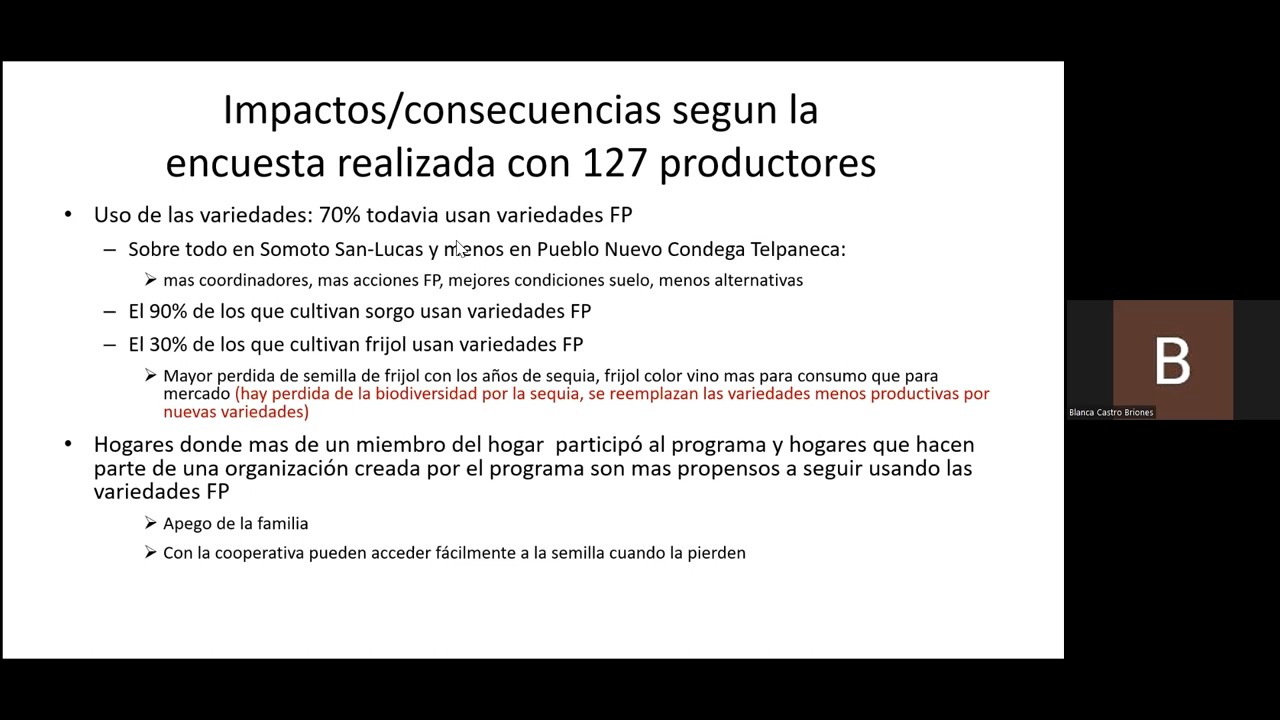 Impactos/consecuencias segun la
encuesta realizada con 127 productores
• Uso de las variedades: 70% todavia usan variedades FP
– Sobre todo en Somoto San-Lucas y menos en Pueblo Nuevo Condega Telpaneca:
➢ mas coordinadores, mas acciones FP, mejores condiciones suelo, menos alternativas
– El 90% de los que cultivan sorgo usan variedades FP
– El 30% de los que cultivan frijol usan variedades FP
➢ Mayor perdida de semilla de frijol con los años de sequia, frijol color vino mas para consumo que para
mercado (hay perdida de la biodiversidad por la sequia, se reemplazan las variedades menos productivas por
nuevas variedades)
• Hogares donde mas de un miembro del hogar participó al programa y hogares que hacen
parte de una organización creada por el programa son mas propensos a seguir usando las
variedades FP
➢ Apego de la familia
➢ Con la cooperativa pueden acceder fácilmente a la semilla cuando la pierden
B
Blanca Castro Briones